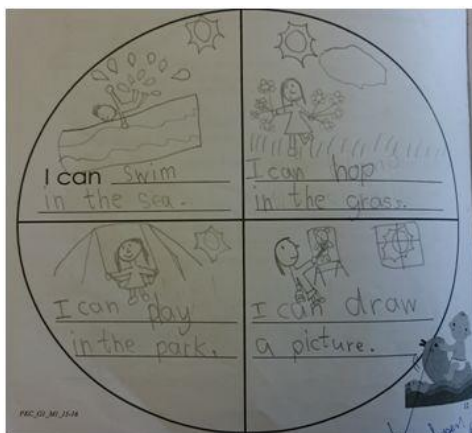 I can swim
in the sea.
I can hop
in the grass.
I can play
in the park.
I can draw
a picture.